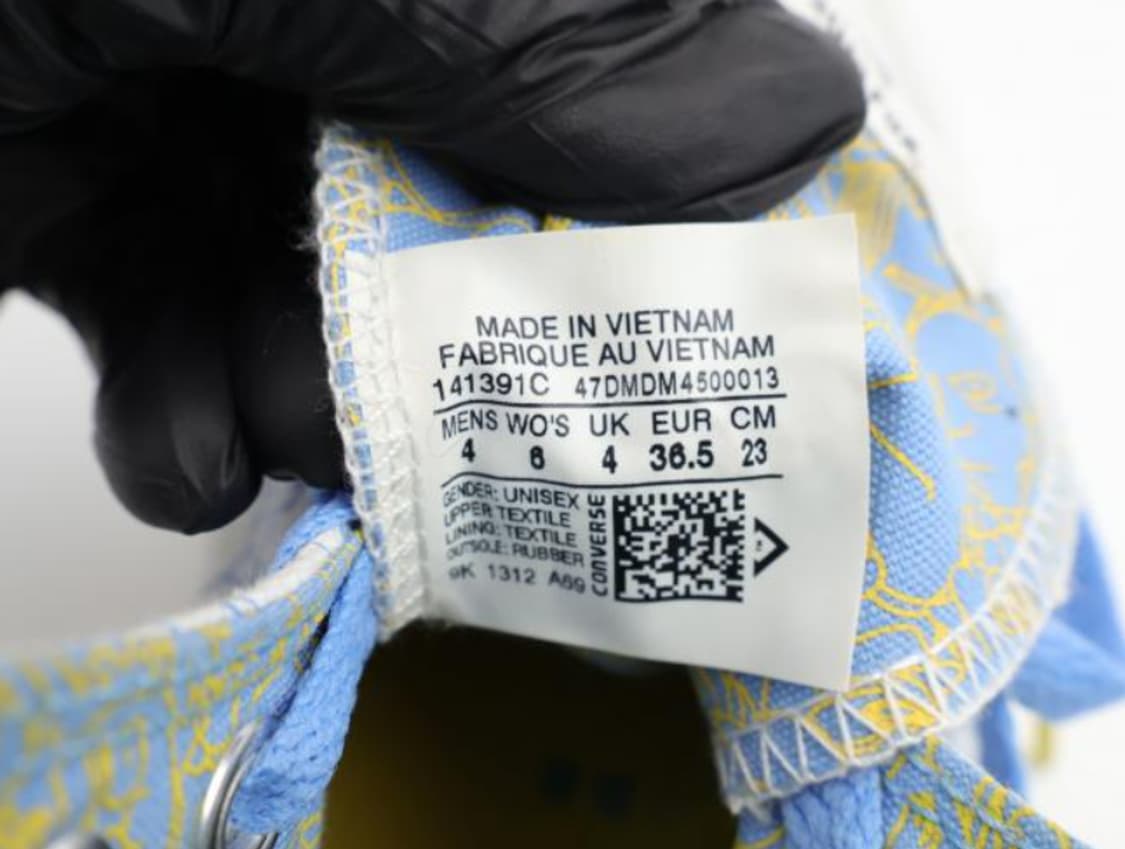 MADE IN VIETNAM
FABRIQUE AU VIETNAM
141391C 47DMDM4500013
MENS WO'S UK EUR CM
4 6 4 36.5 23
GENDER: UNISEX
UPPER: TEXTILE
LINING: TEXTILE
OUTSOLE: RUBBER
1312 A69
CONVERSE